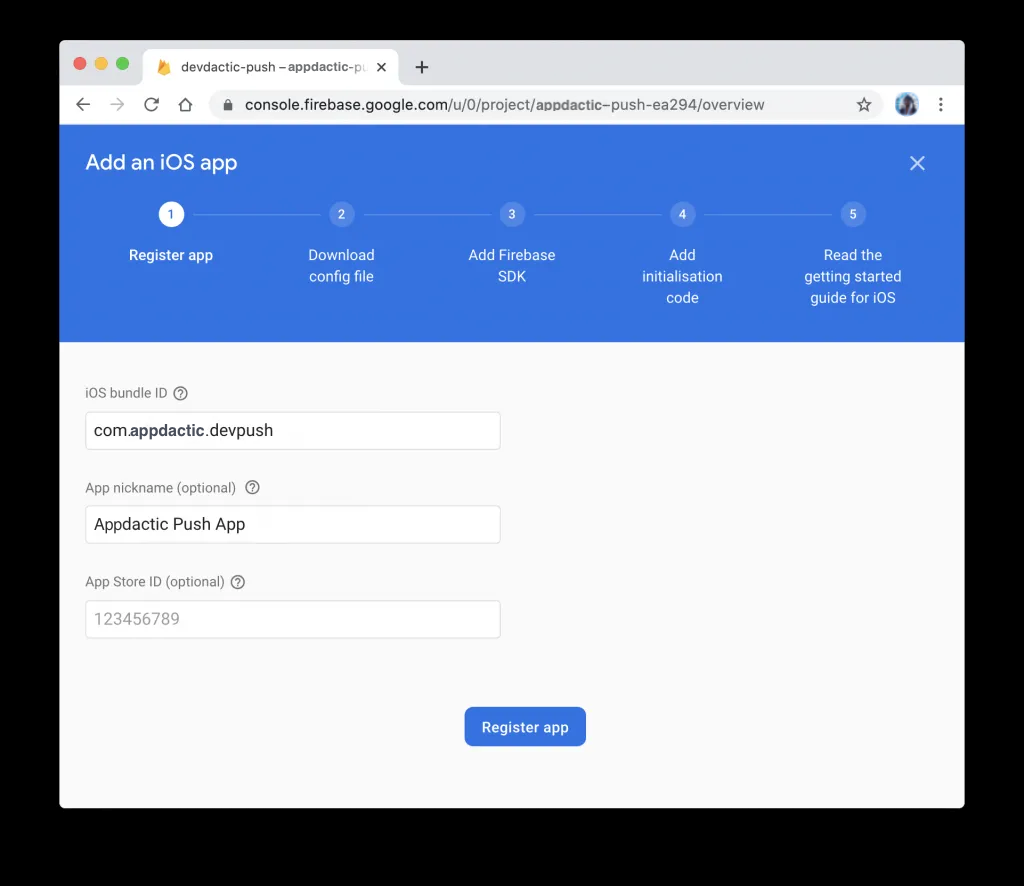 devdactic-push – appdactic-pu
console.firebase.google.com/u/0/project/appdactic-push-ea294/overview
Add an iOS app
1
2
3
4
5
Register app
Download
config file
Add Firebase
SDK
Add
initialisation
code
Read the
getting started
guide for iOS
iOS bundle ID
com.appdactic.devpush
App nickname (optional)
Appdactic Push App
App Store ID (optional)
123456789
Register app